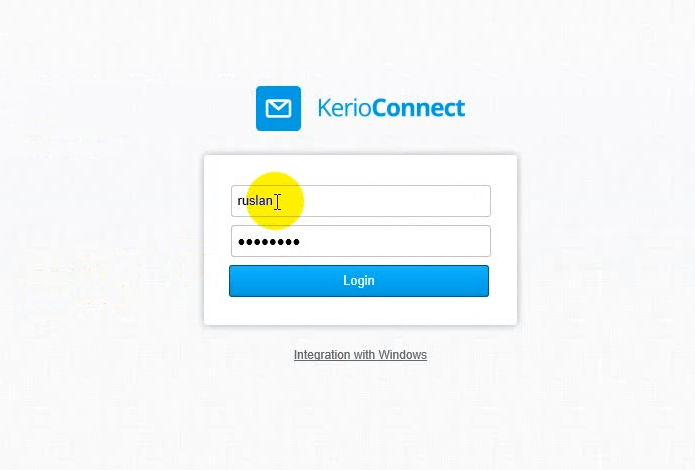 KerioConnect
ruslan
••••••••
Login
Integration with Windows